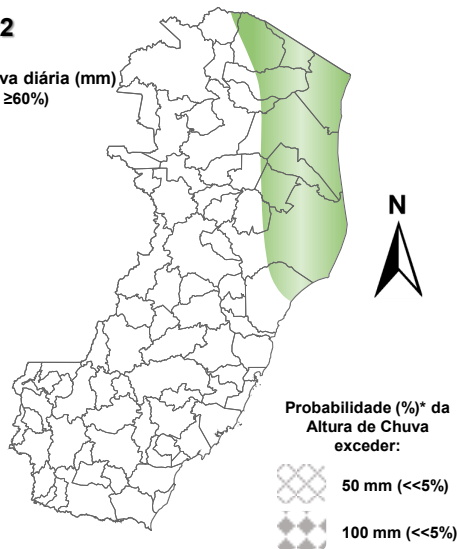 2
va diária (mm)
≥60%)
N
Probabilidade (%)* da
Altura de Chuva
exceder:
50 mm (<<5%)
100 mm (<<5%)